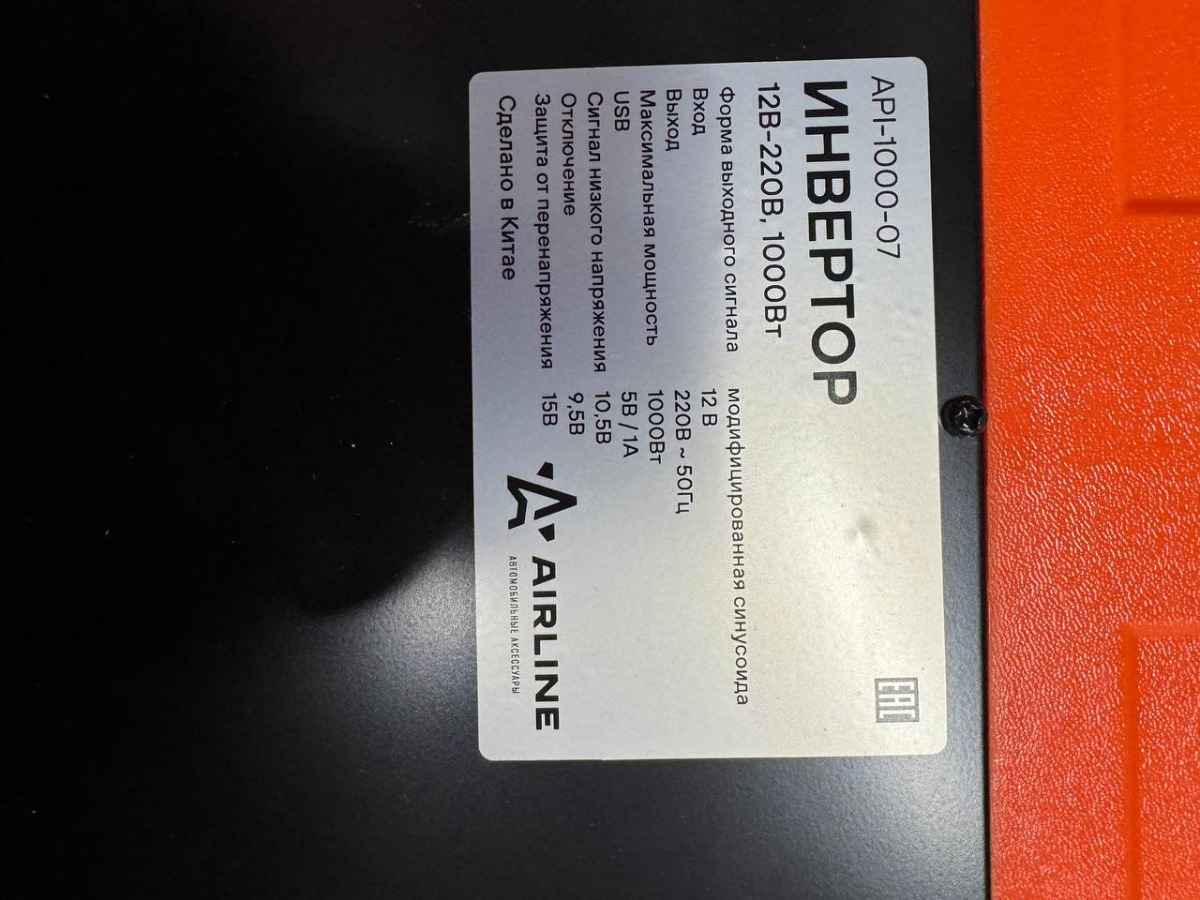 API-1000-07
ИНВЕРТОР
12В-220В, 1000Вт
Форма выходного сигнала модифицированная синусоида
Вход 12 В
Выход 220В ~ 50Гц
Максимальная мощность 1000Вт
USB 5В / 1А
Сигнал низкого напряжения 10,5В
Отключение 9,5В
Защита от перенапряжения 15В
Сделано в Китае
AIRLINE
АВТОМОБИЛЬНЫЕ АКСЕССУАРЫ
EAC